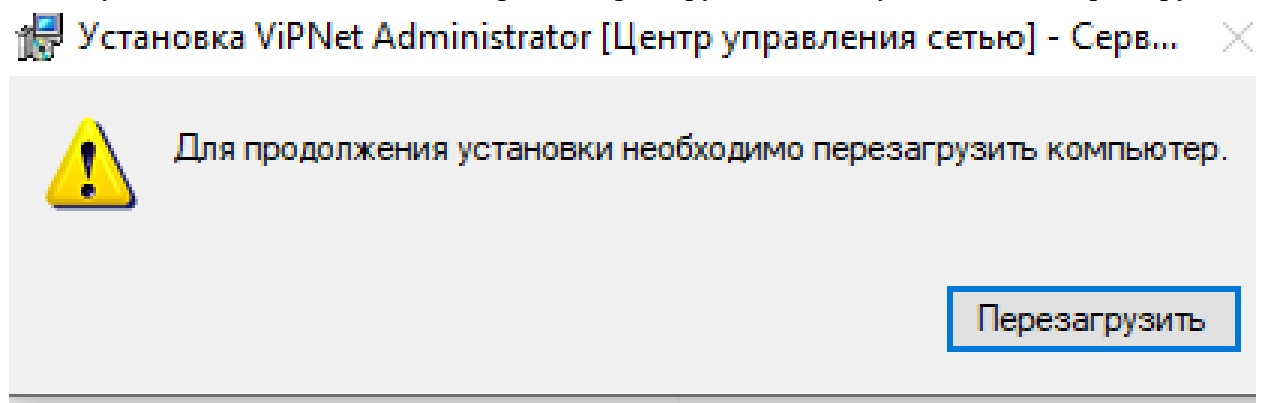 Установка ViPNet Administrator [Центр управления сетью] - Серв...
Для продолжения установки необходимо перезагрузить компьютер.
Перезагрузить